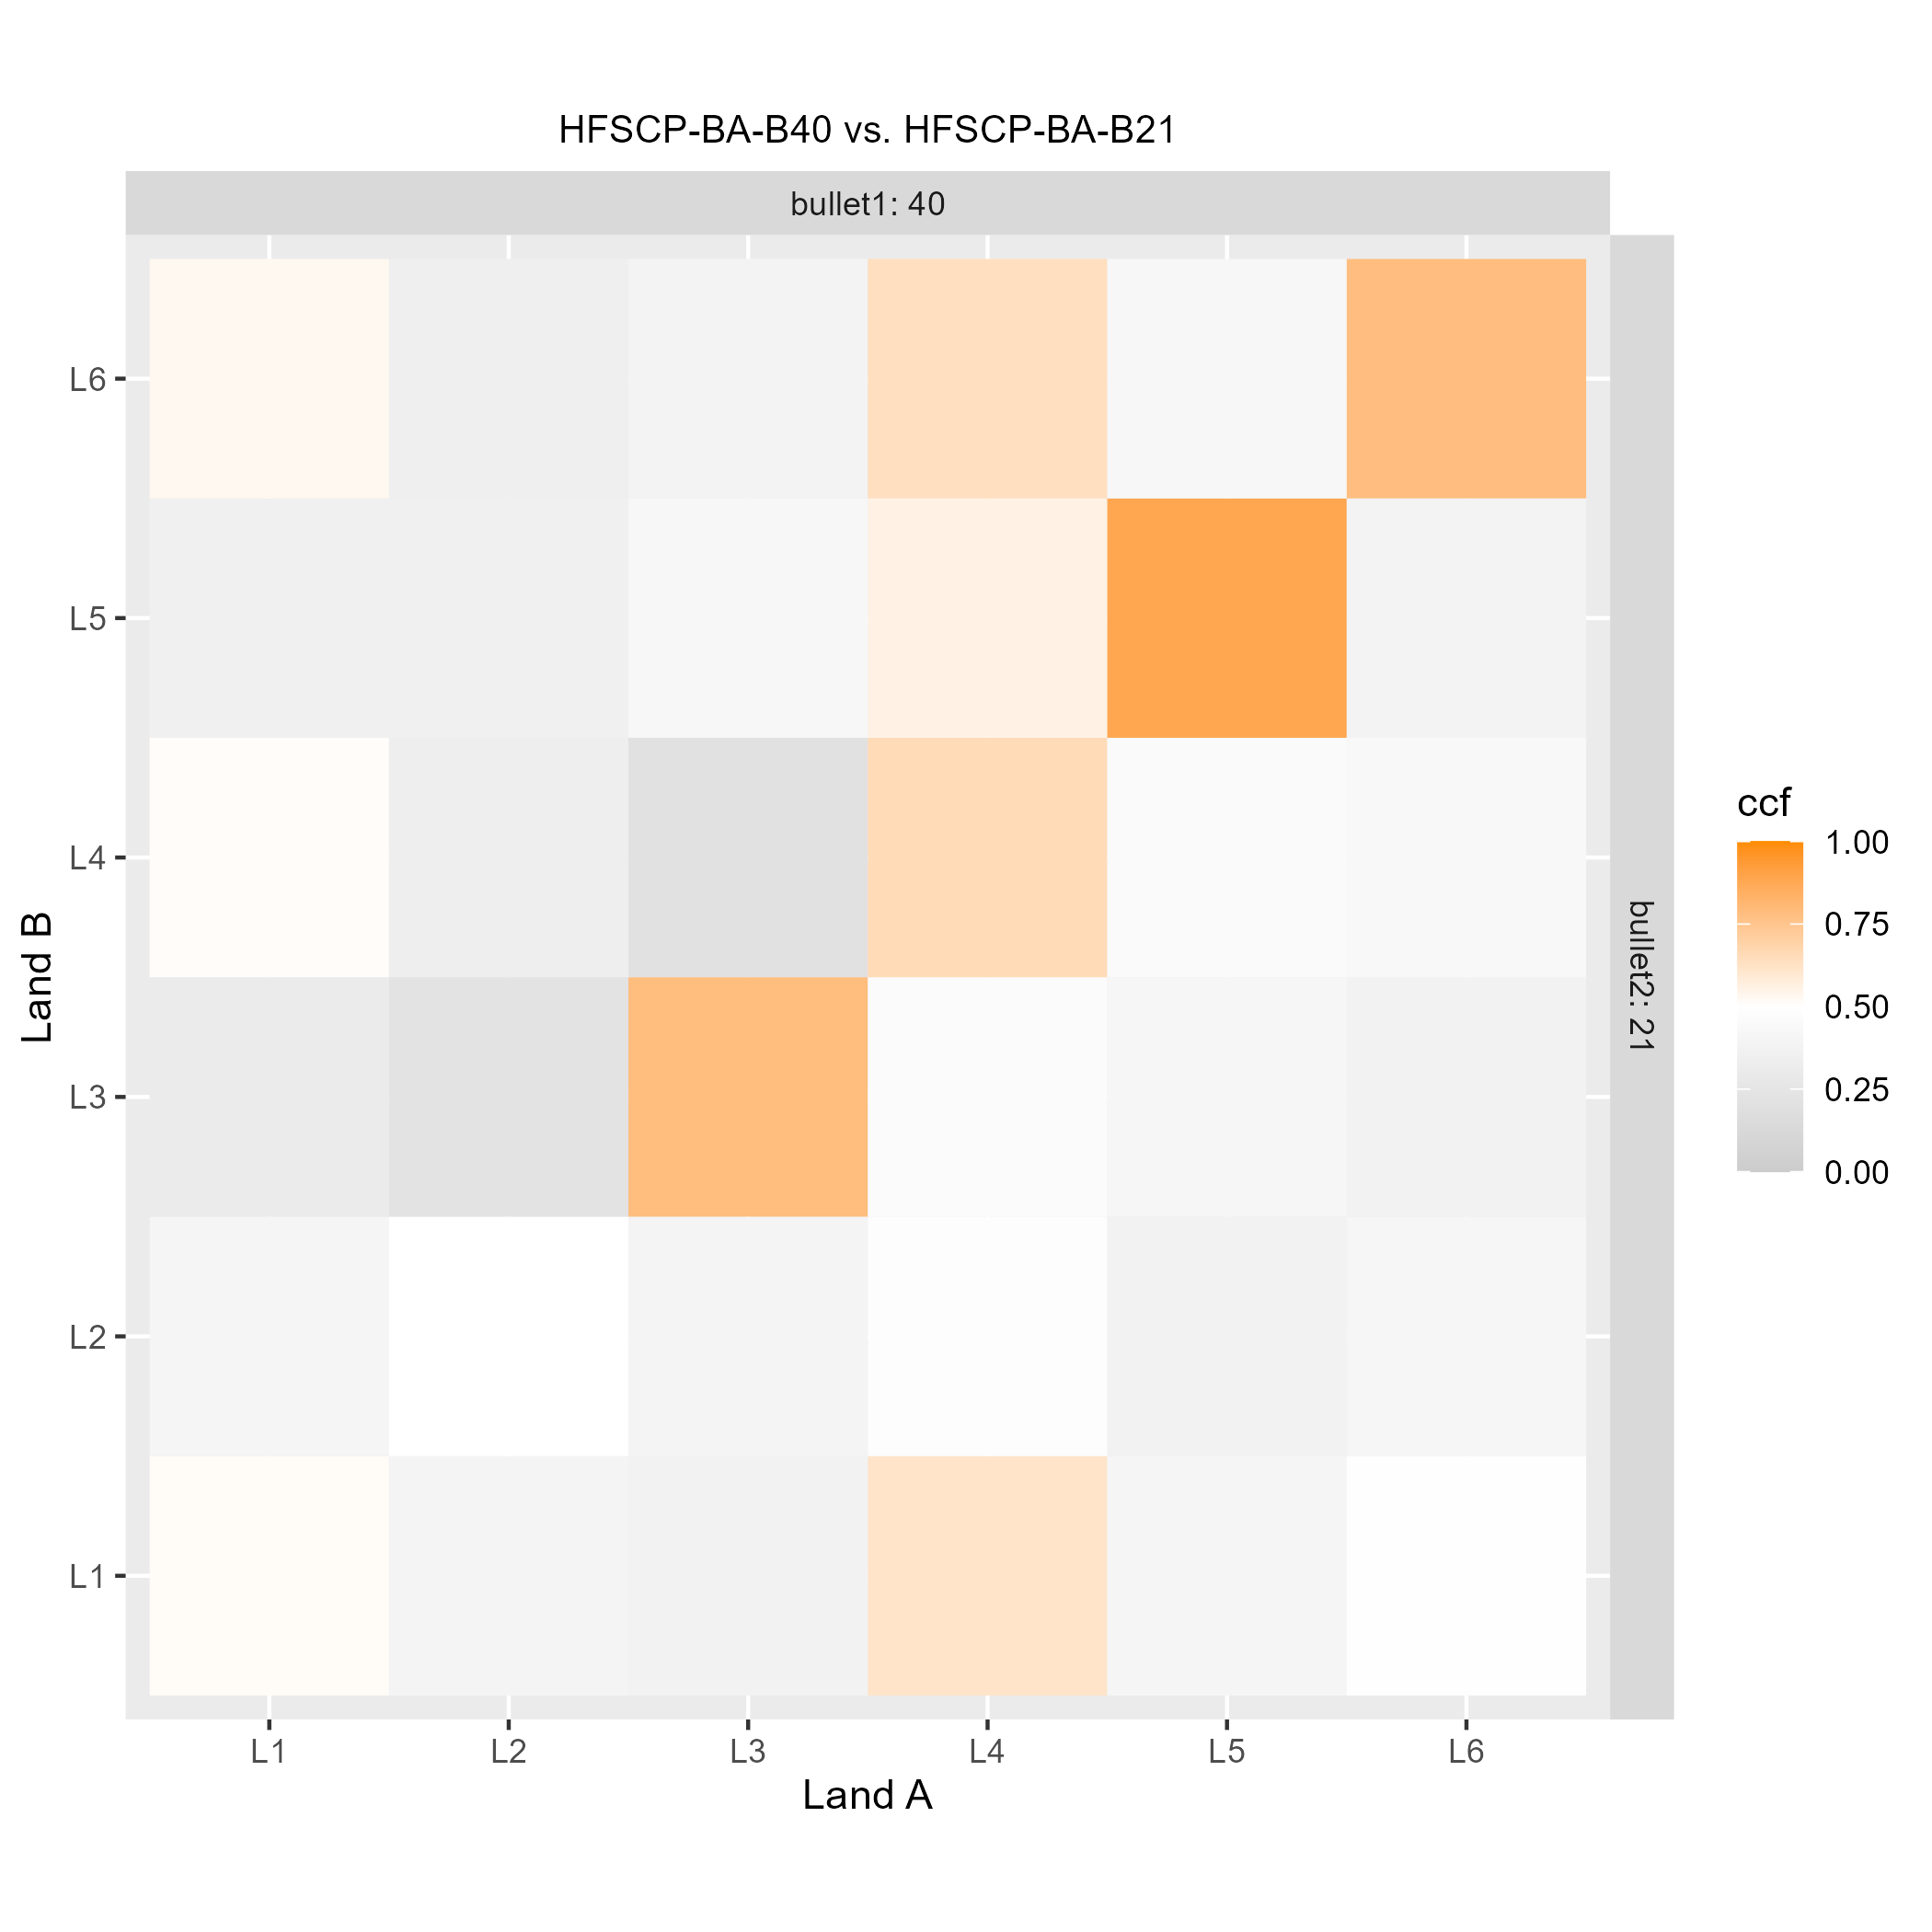 HFSCP-BA-B40 vs. HFSCP-BA-B21
bullet1: 40
L6
L5
L4
L3
L2
L1
Land B
L1 L2 L3 L4 L5 L6
Land A
bullet2: 21
ccf
1.00
0.75
0.50
0.25
0.00